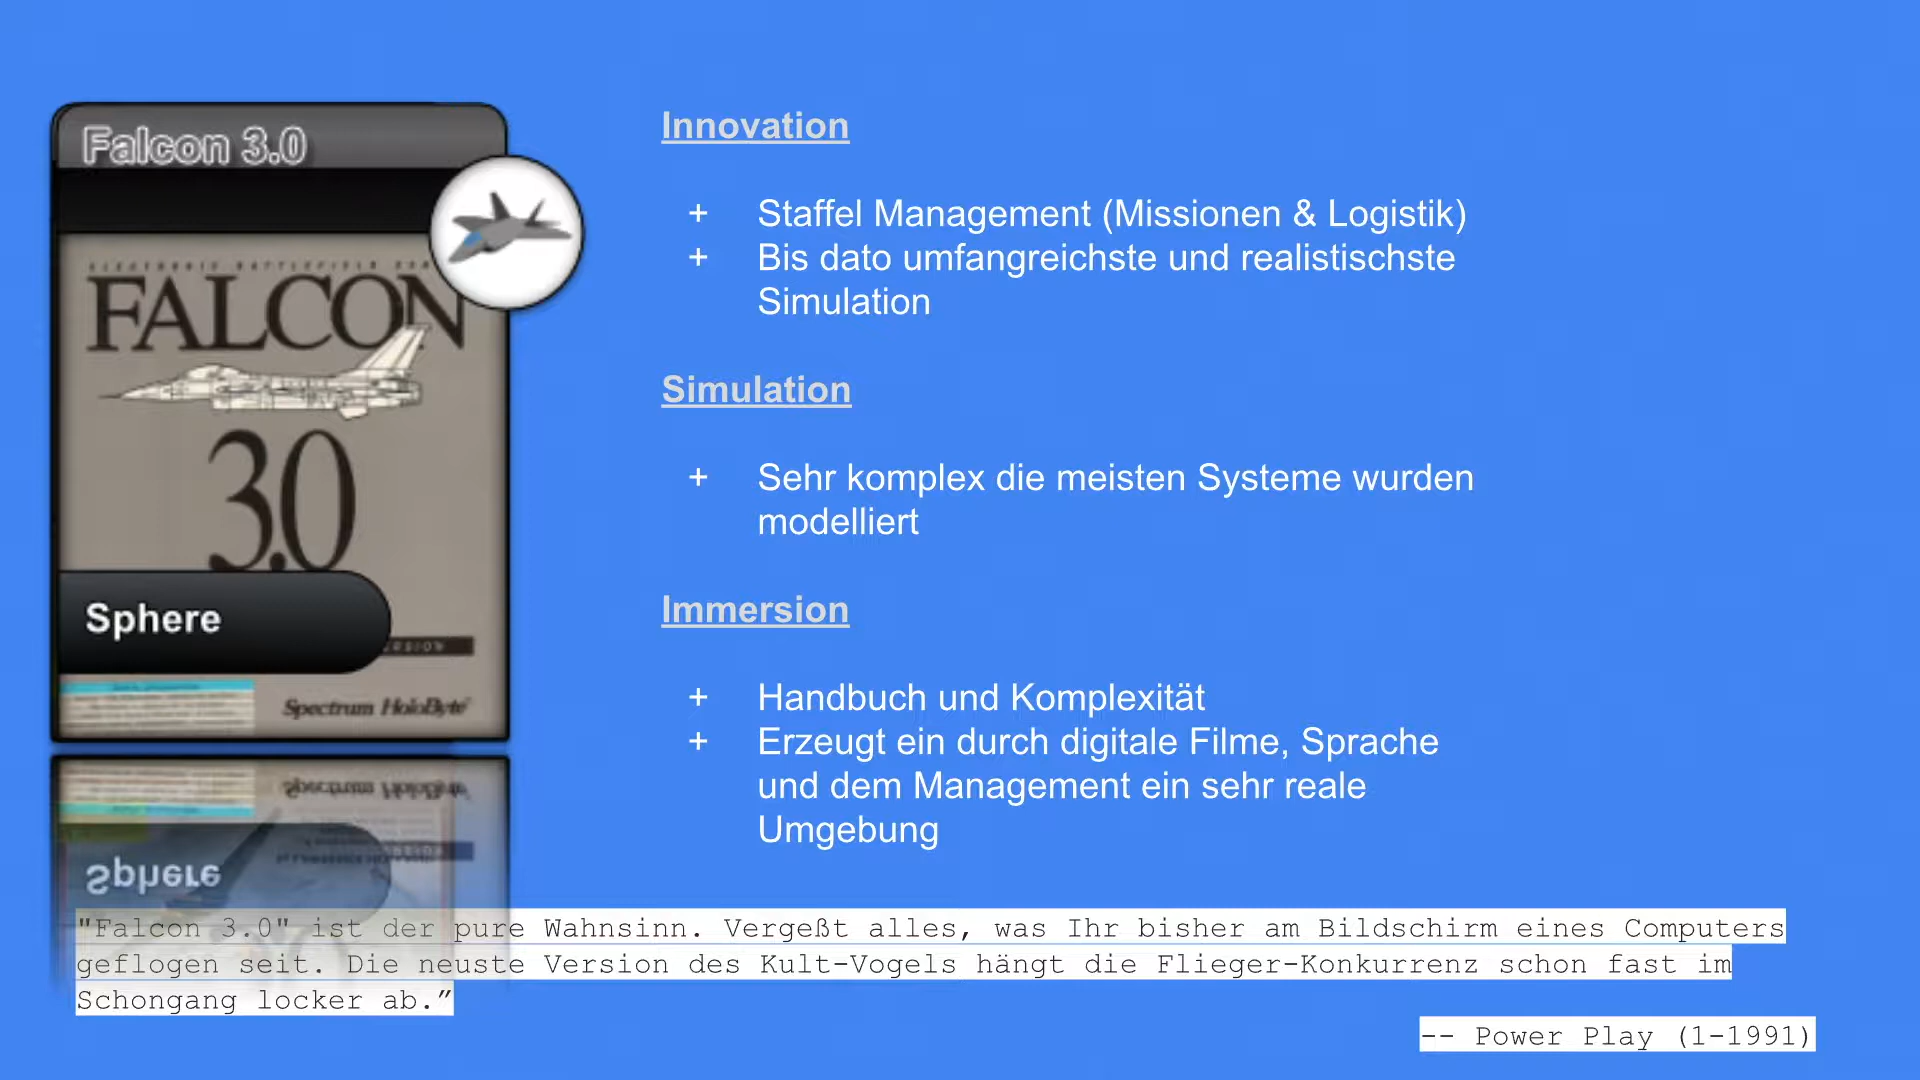 Falcon 3.0
FALCON
3.0
Sphere
Spectrum HoloByte
Innovation
+ Staffel Management (Missionen & Logistik)
+ Bis dato umfangreichste und realistischste
Simulation
Simulation
+ Sehr komplex die meisten Systeme wurden
modelliert
Immersion
+ Handbuch und Komplexität
+ Erzeugt ein durch digitale Filme, Sprache
und dem Management ein sehr reale
Umgebung
"Falcon 3.0" ist der pure Wahnsinn. Vergeßt alles, was Ihr bisher am Bildschirm eines Computers
geflogen seit. Die neuste Version des Kult-Vogels hängt die Flieger-Konkurrenz schon fast im
Schongang locker ab.”
-- Power Play (1-1991)